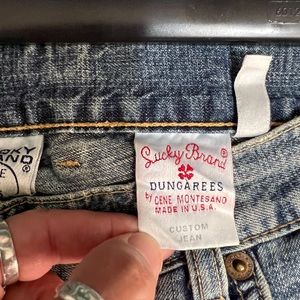 Lucky Brand®
DUNGAREES
by GENE MONTESANO
MADE IN U.S.A.
CUSTOM
JEAN